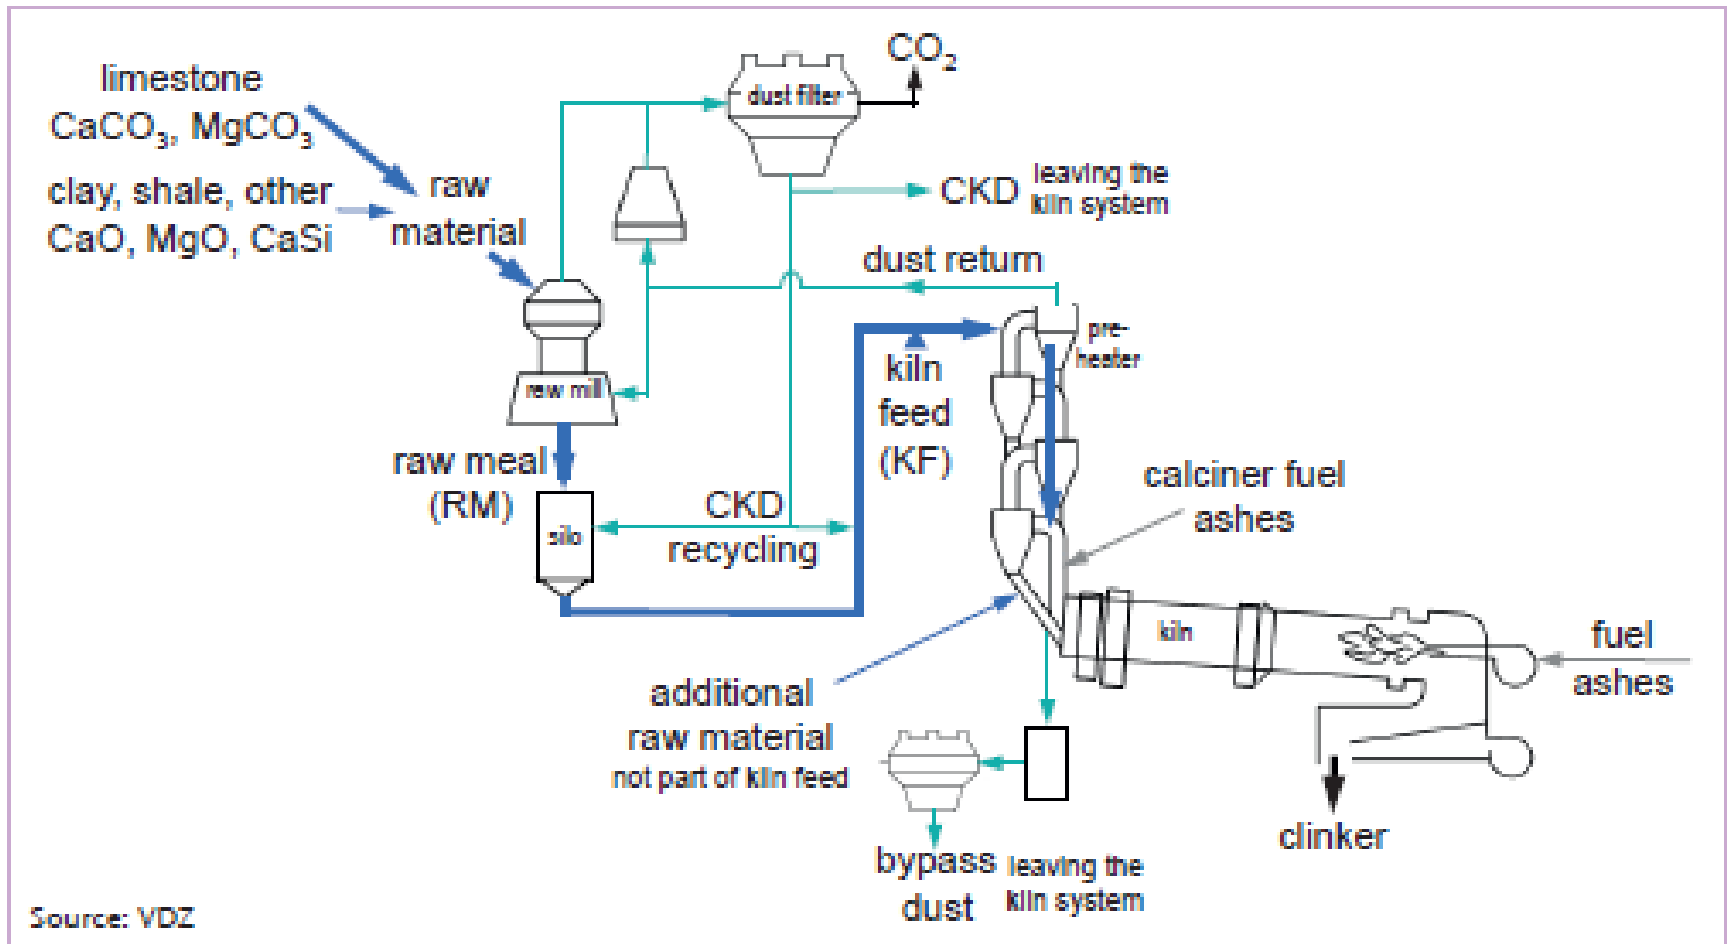 limestone
CaCO₃, MgCO₃
clay, shale, other
CaO, MgO, CaSi
raw
material
dust filter
CO₂
CKD leaving the
kiln system
dust return
pre-
heater
raw mill
kiln
feed
(KF)
raw meal
(RM)
silo
CKD
recycling
calciner fuel
ashes
kiln
fuel
ashes
additional
raw material
not part of kiln feed
clinker
bypass leaving the
dust kiln system
Source: VDZ